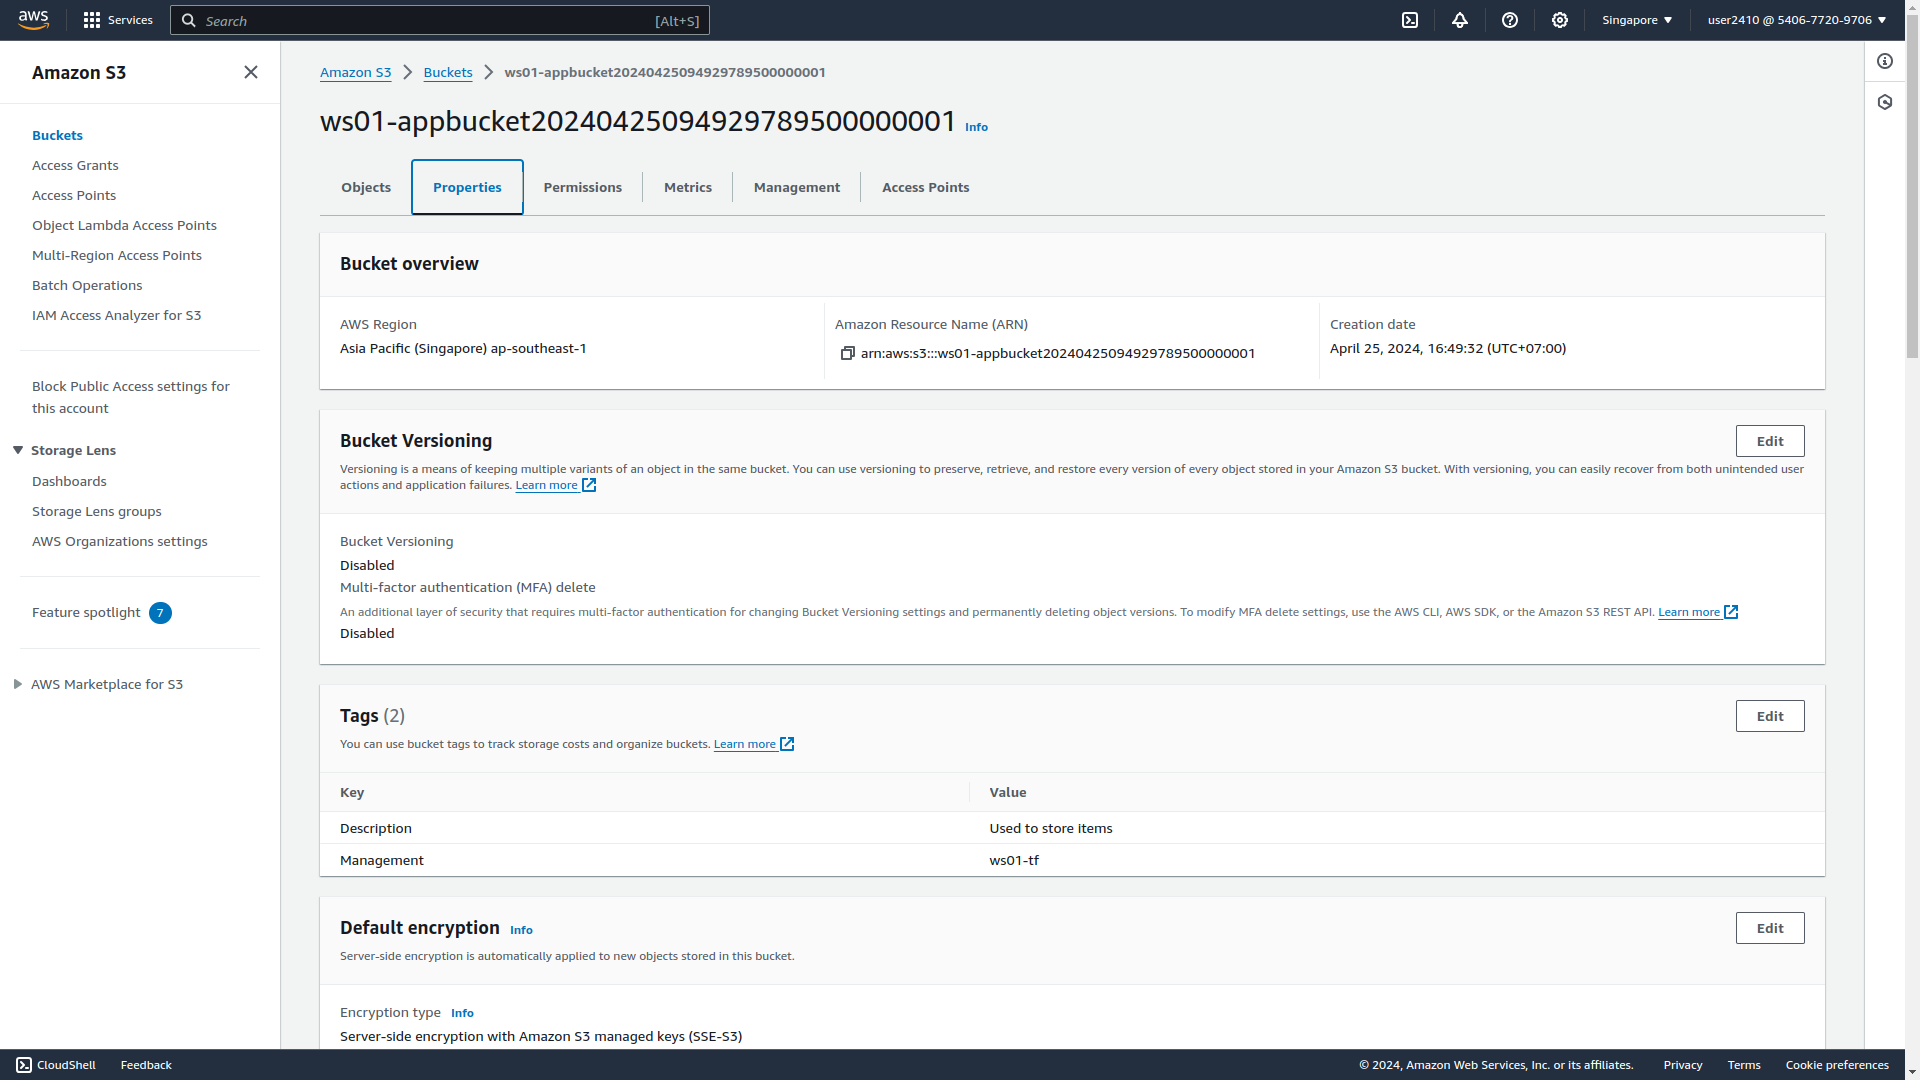 aws
Services
Search
[Alt+S]
Singapore
user2410 @ 5406-7720-9706
Amazon S3
Buckets
Access Grants
Access Points
Object Lambda Access Points
Multi-Region Access Points
Batch Operations
IAM Access Analyzer for S3
Block Public Access settings for
this account
Storage Lens
Dashboards
Storage Lens groups
AWS Organizations settings
Feature spotlight 7
AWS Marketplace for S3
Amazon S3 Buckets ws01-appbucket20240425094929789500000001
ws01-appbucket20240425094929789500000001 Info
Objects Properties Permissions Metrics Management Access Points
Bucket overview
AWS Region
Asia Pacific (Singapore) ap-southeast-1
Amazon Resource Name (ARN)
arn:aws:s3:::ws01-appbucket20240425094929789500000001
Creation date
April 25, 2024, 16:49:32 (UTC+07:00)
Bucket Versioning
Edit
Versioning is a means of keeping multiple variants of an object in the same bucket. You can use versioning to preserve, retrieve, and restore every version of every object stored in your Amazon S3 bucket. With versioning, you can easily recover from both unintended user
actions and application failures. Learn more
Bucket Versioning
Disabled
Multi-factor authentication (MFA) delete
An additional layer of security that requires multi-factor authentication for changing Bucket Versioning settings and permanently deleting object versions. To modify MFA delete settings, use the AWS CLI, AWS SDK, or the Amazon S3 REST API. Learn more
Disabled
Tags (2)
Edit
You can use bucket tags to track storage costs and organize buckets. Learn more
Key Value
Description Used to store items
Management ws01-tf
Default encryption Info
Edit
Server-side encryption is automatically applied to new objects stored in this bucket.
Encryption type Info
Server-side encryption with Amazon S3 managed keys (SSE-S3)
CloudShell Feedback
© 2024, Amazon Web Services, Inc. or its affiliates. Privacy Terms Cookie preferences